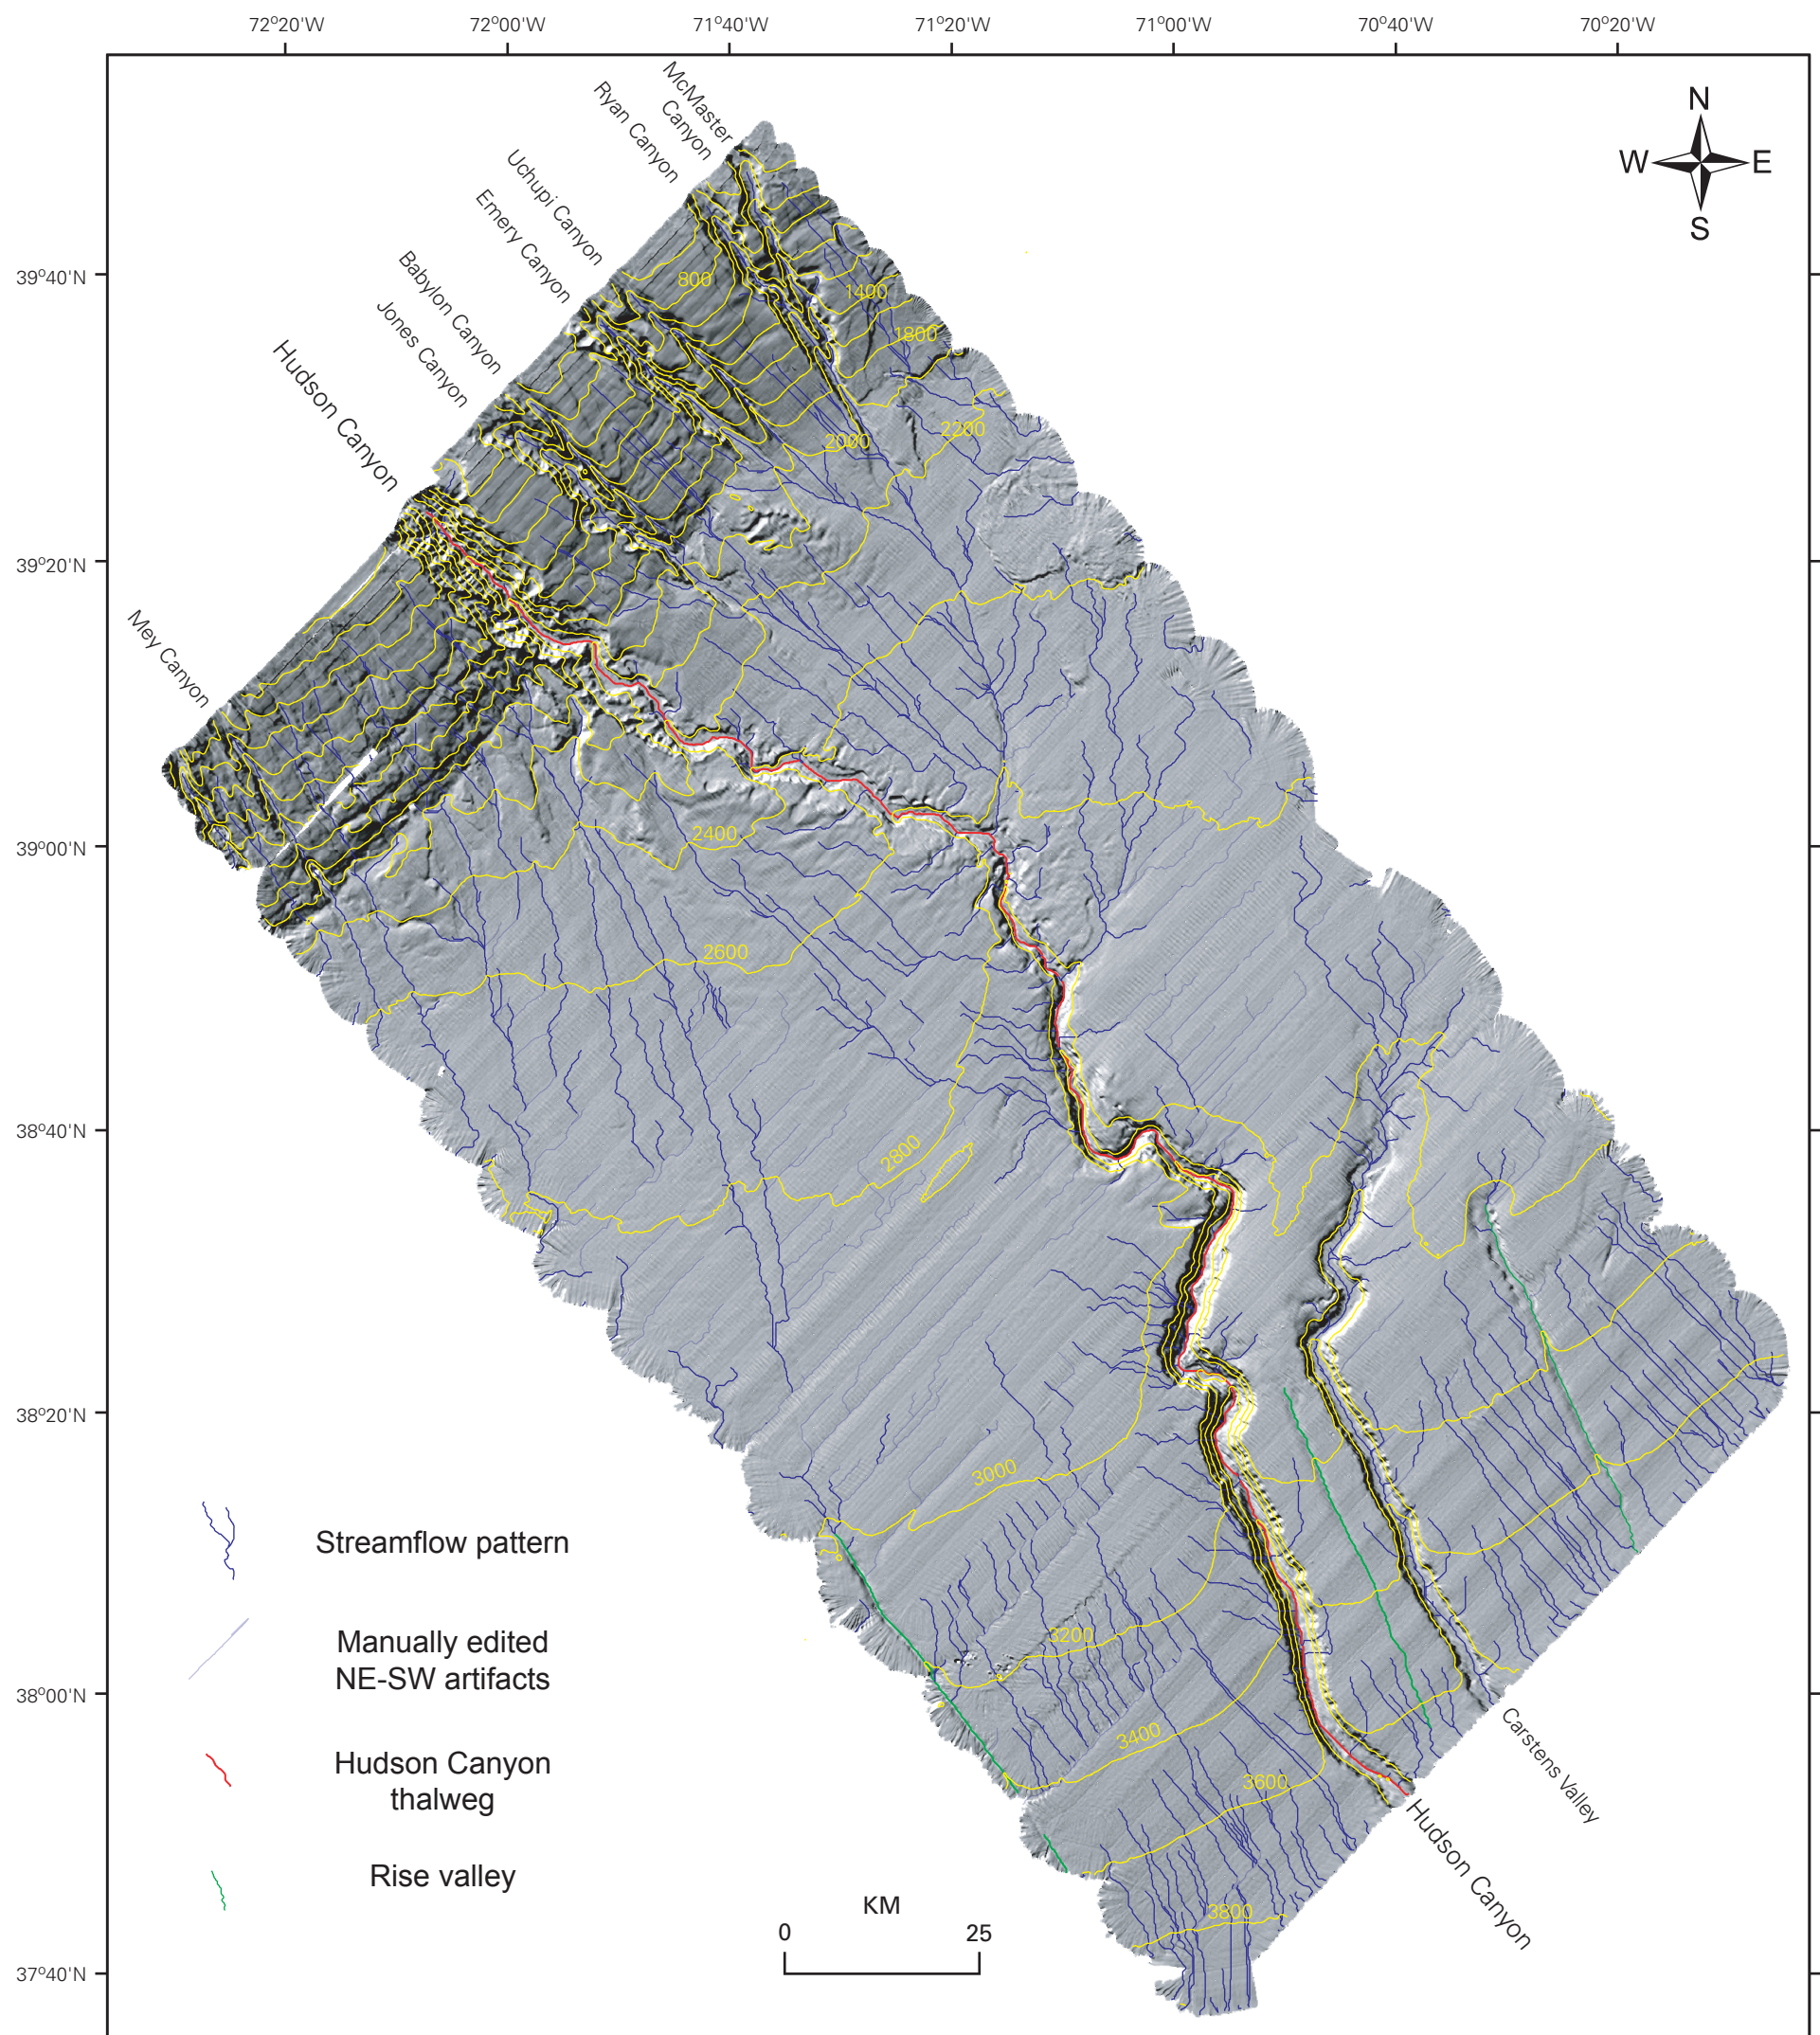 72°20'W
72°00'W
71°40'W
71°20'W
71°00'W
70°40'W
70°20'W
N
W
E
S
McMaster
Canyon
Ryan Canyon
Uchupi Canyon
Emery Canyon
Babylon Canyon
Jones Canyon
Hudson Canyon
Mey Canyon
39°40'N
39°20'N
39°00'N
38°40'N
38°20'N
38°00'N
37°40'N
800
1400
1800
2000
2200
2400
2600
2800
3000
3200
3400
3600
3800
Carstens Valley
Hudson Canyon
Streamflow pattern
Manually edited
NE-SW artifacts
Hudson Canyon
thalweg
Rise valley
KM
0
25